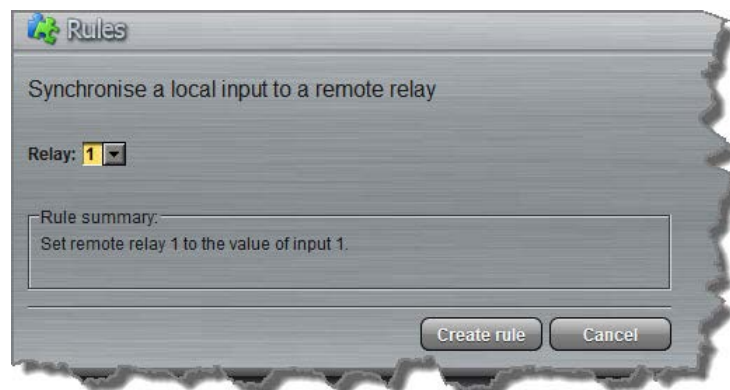 Rules
Synchronise a local input to a remote relay
Relay: 1
Rule summary:
Set remote relay 1 to the value of input 1.
Create rule Cancel